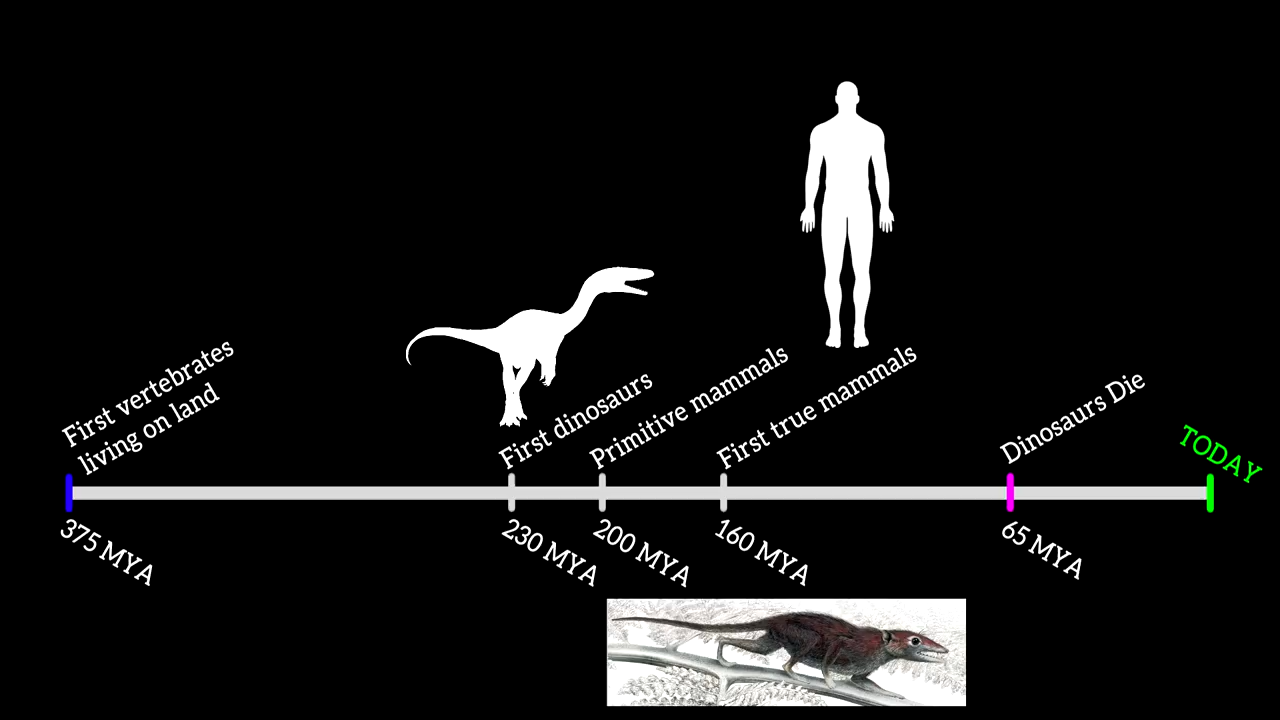 First vertebrates
living on land
First dinosaurs
Primitive mammals
First true mammals
Dinosaurs Die
TODAY
375 MYA
230 MYA
200 MYA
160 MYA
65 MYA